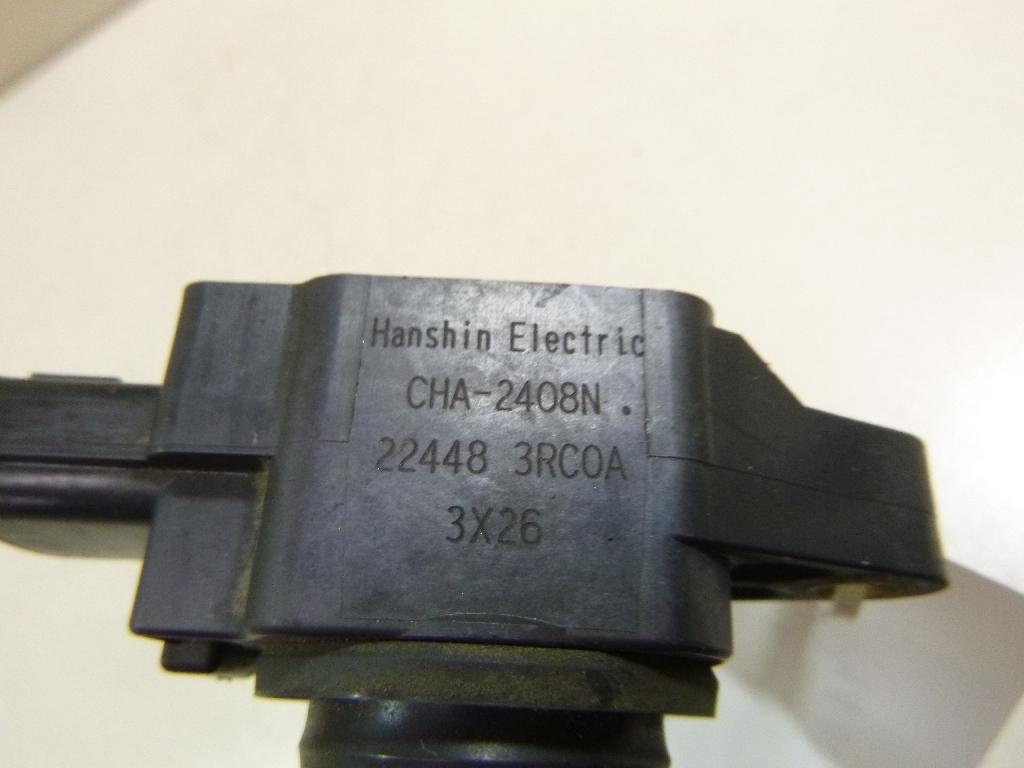 Hanshin Electric
CHA-2408N.
22448 3RC0A
3X26